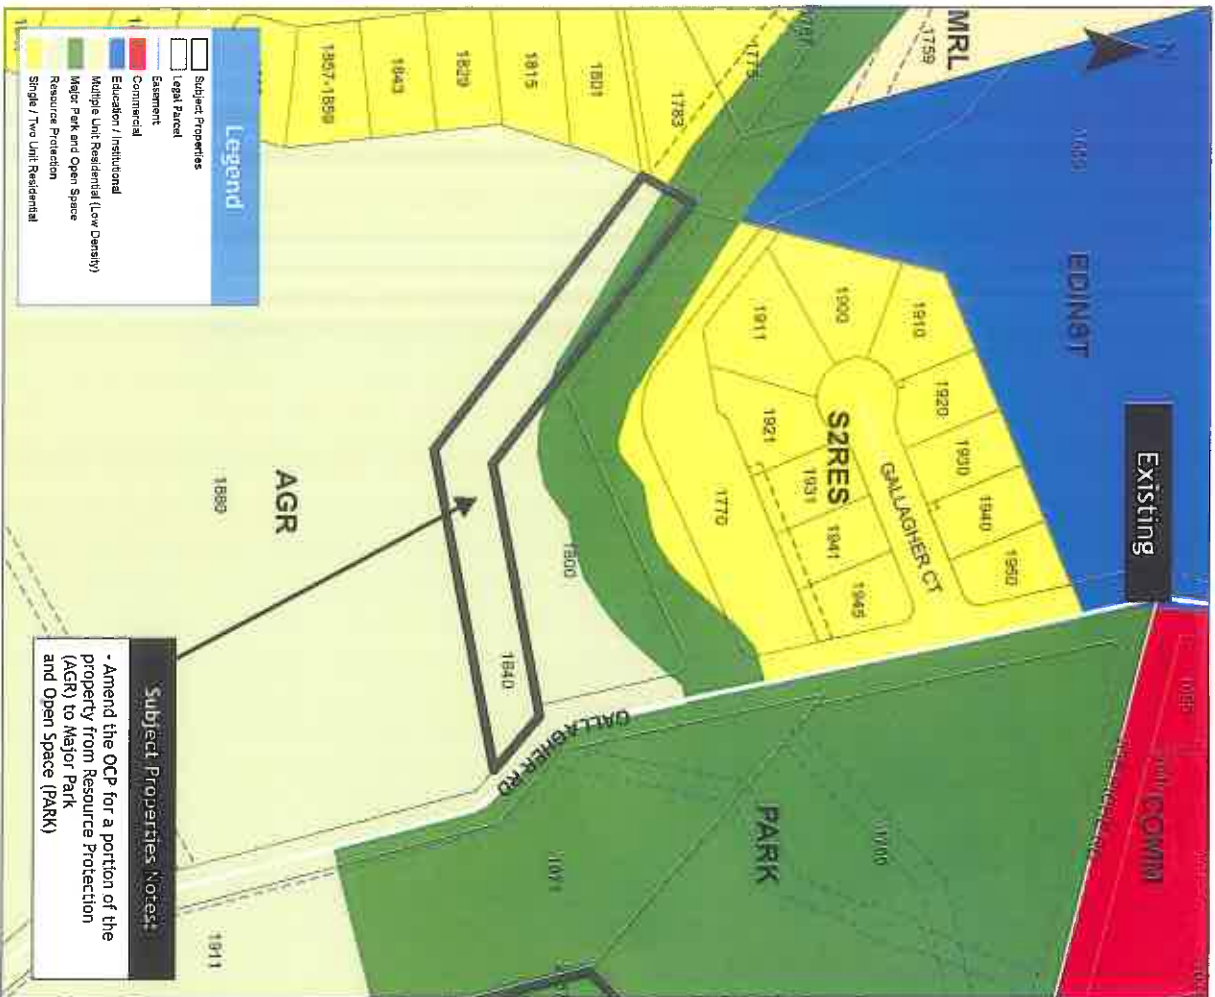 Existing
MRL
1759
EDINST
COMM
1775
1783
1801
1815
1829
1843
1857-1859
1910
1900
1911
1920
1930
1940
1950
S2RES
GALLAGHER CT
1921
1931
1941
1945
1770
1800
1840
GALLAGHER RD
PARK
1071
AGR
1880
1911
Legend
Subject Properties
Legal Parcel
Easement
Commercial
Education / Institutional
Multiple Unit Residential (Low Density)
Major Park and Open Space
Resource Protection
Single / Two Unit Residential
Subject Properties Notes:
- Amend the OCP for a portion of the
property from Resource Protection
(AGR) to Major Park
and Open Space (PARK)